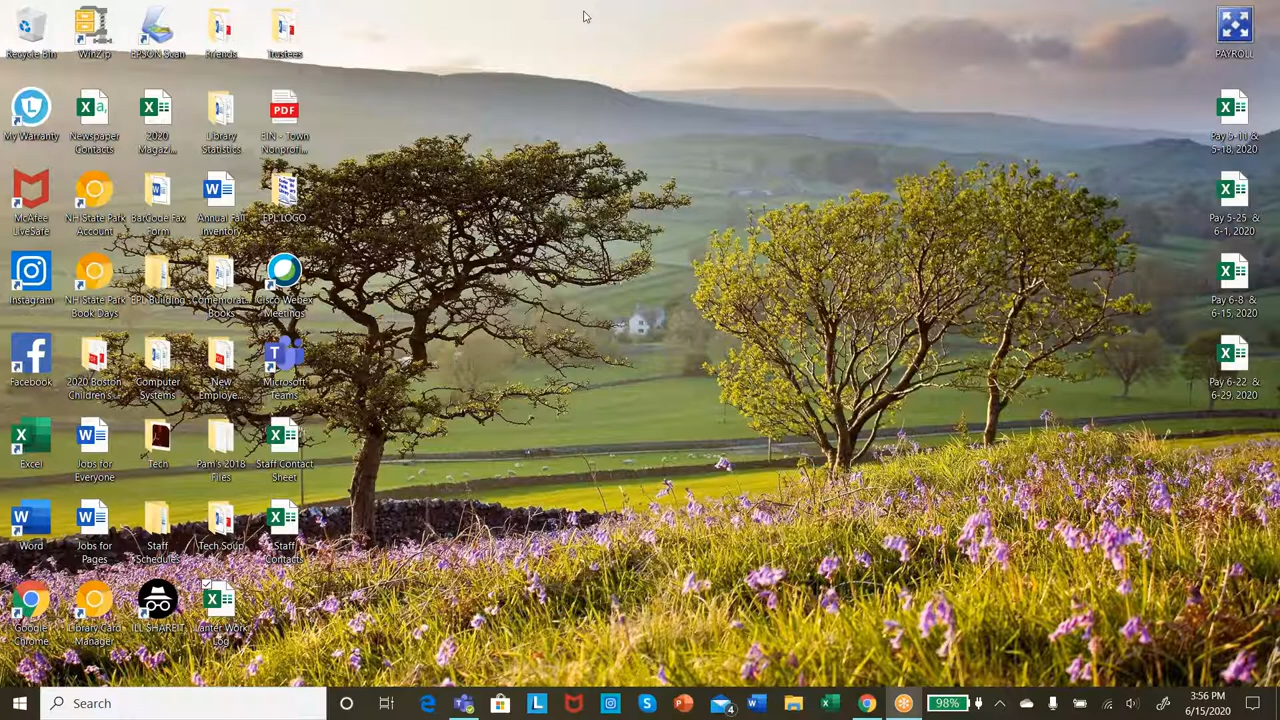 Recycle Bin
WinZip
EPSON Scan
Friends
Trustees
PAYROLL
My Warranty
Newspaper
Contacts
2020
Magazi...
Library
Statistics
PDF
EIN - Town
Nonprofi...
Pay 5-11 &
5-18, 2020
McAfee
LiveSafe
NH State Park
Account
BarCode Fax
Form
Annual Fall
Inventory
EPL LOGO
Pay 5-25 &
6-1, 2020
Instagram
NH State Park
Book Days
EPL Building
Comemorat...
Books
Cisco Webex
Meetings
Pay 6-8 &
6-15, 2020
Facebook
2020 Boston
Children's...
Computer
Systems
New
Employe...
Microsoft
Teams
Pay 6-22 &
6-29, 2020
Excel
Jobs for
Everyone
Tech
Pam's 2018
Files
Staff Contact
Sheet
Word
Jobs for
Pages
Staff
Schedules
Tech Soup
Staff
Contacts
Google
Chrome
Library Card
Manager
ILL SHAREIT
Lanter Work
Log
Search
4
98%
3:56 PM
6/15/2020